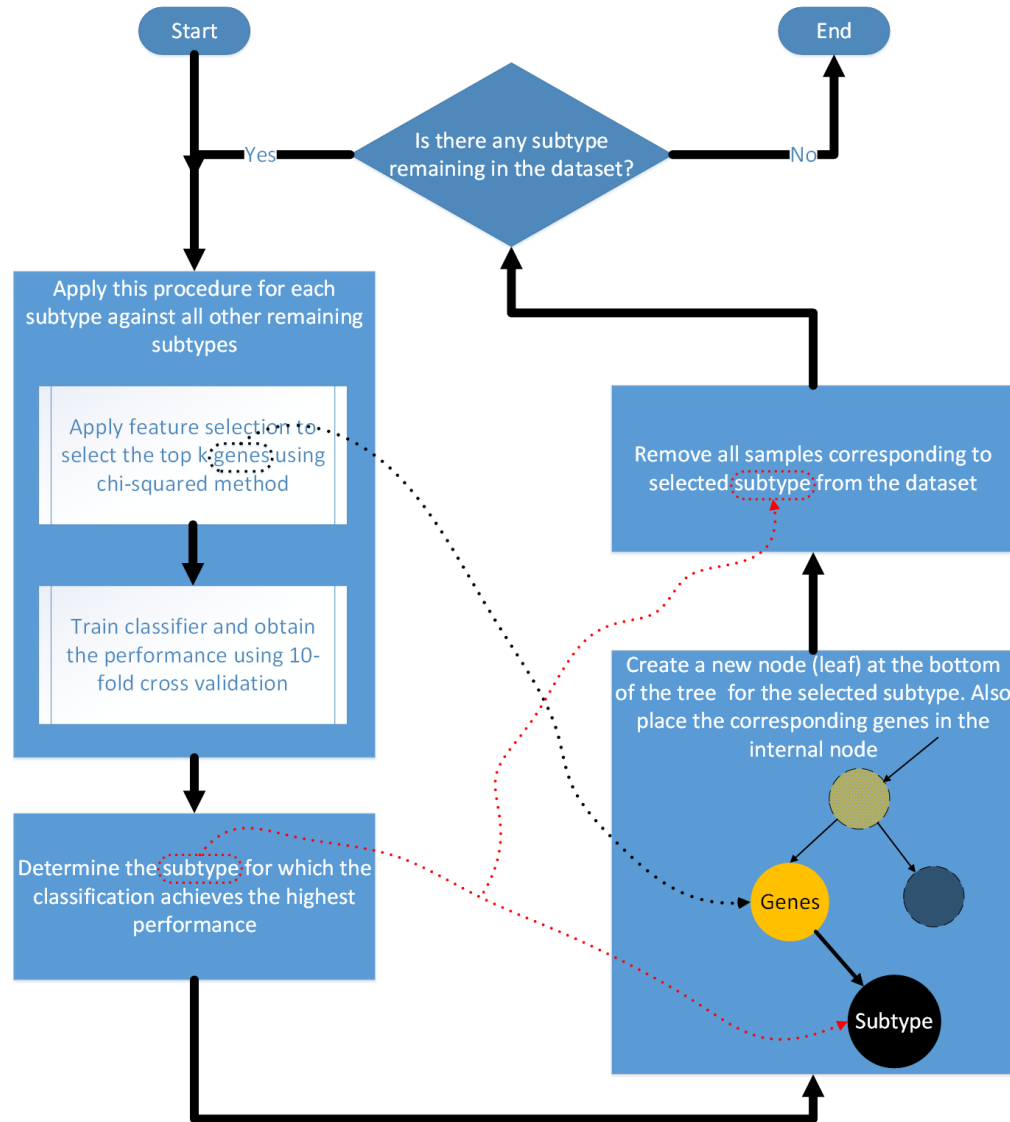 Start
End
Is there any subtype
remaining in the dataset?
Yes
No
Apply this procedure for each
subtype against all other remaining
subtypes
Apply feature selection to
select the top k genes using
chi-squared method
Train classifier and obtain
the performance using 10-
fold cross validation
Determine the subtype for which the
classification achieves the highest
performance
Remove all samples corresponding to
selected subtype from the dataset
Create a new node (leaf) at the bottom
of the tree for the selected subtype. Also
place the corresponding genes in the
internal node
Genes
Subtype